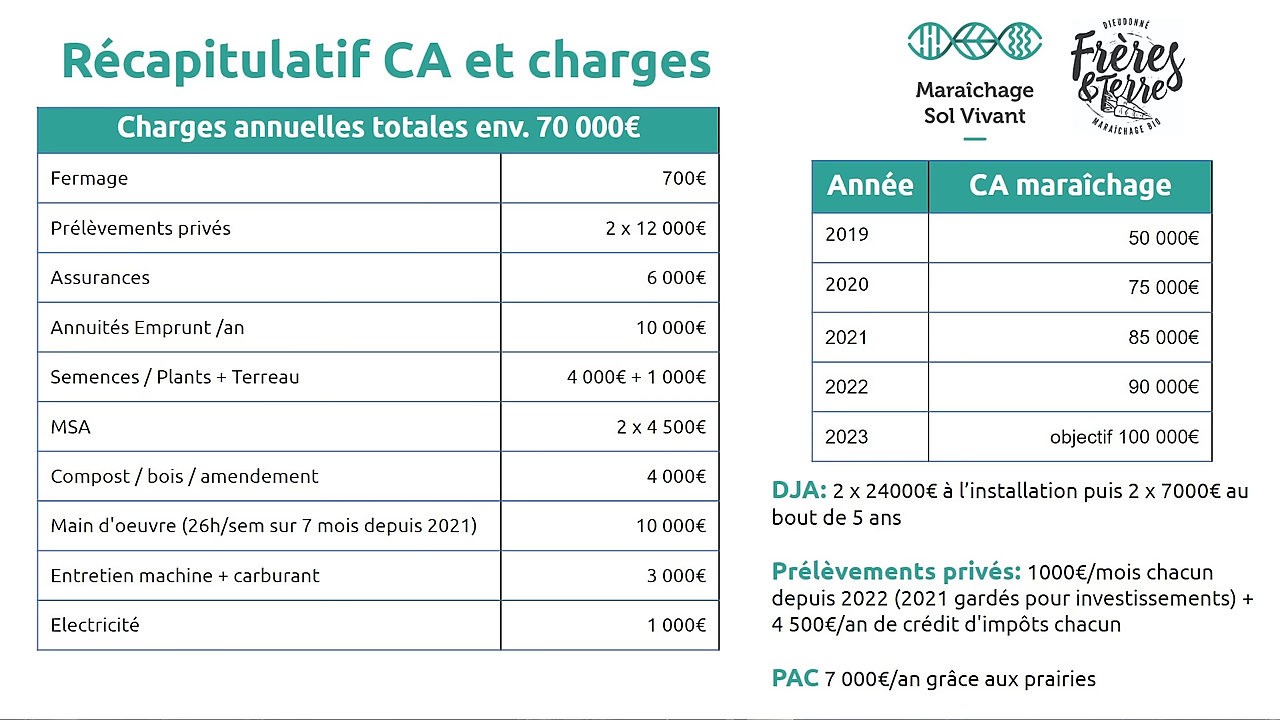 Récapitulatif CA et charges
Maraîchage
Sol Vivant
DIEUDONNÉ
Frères
& Terre
MARAÎCHAGE BIO
Charges annuelles totales env. 70 000€
Fermage 700€
Prélèvements privés 2 x 12 000€
Assurances 6 000€
Annuités Emprunt /an 10 000€
Semences / Plants + Terreau 4 000€ + 1 000€
MSA 2 x 4 500€
Compost / bois / amendement 4 000€
Main d'oeuvre (26h/sem sur 7 mois depuis 2021) 10 000€
Entretien machine + carburant 3 000€
Electricité 1 000€
Année CA maraîchage
2019 50 000€
2020 75 000€
2021 85 000€
2022 90 000€
2023 objectif 100 000€
DJA: 2 x 24000€ à l’installation puis 2 x 7000€ au
bout de 5 ans
Prélèvements privés: 1000€/mois chacun
depuis 2022 (2021 gardés pour investissements) +
4 500€/an de crédit d'impôts chacun
PAC 7 000€/an grâce aux prairies